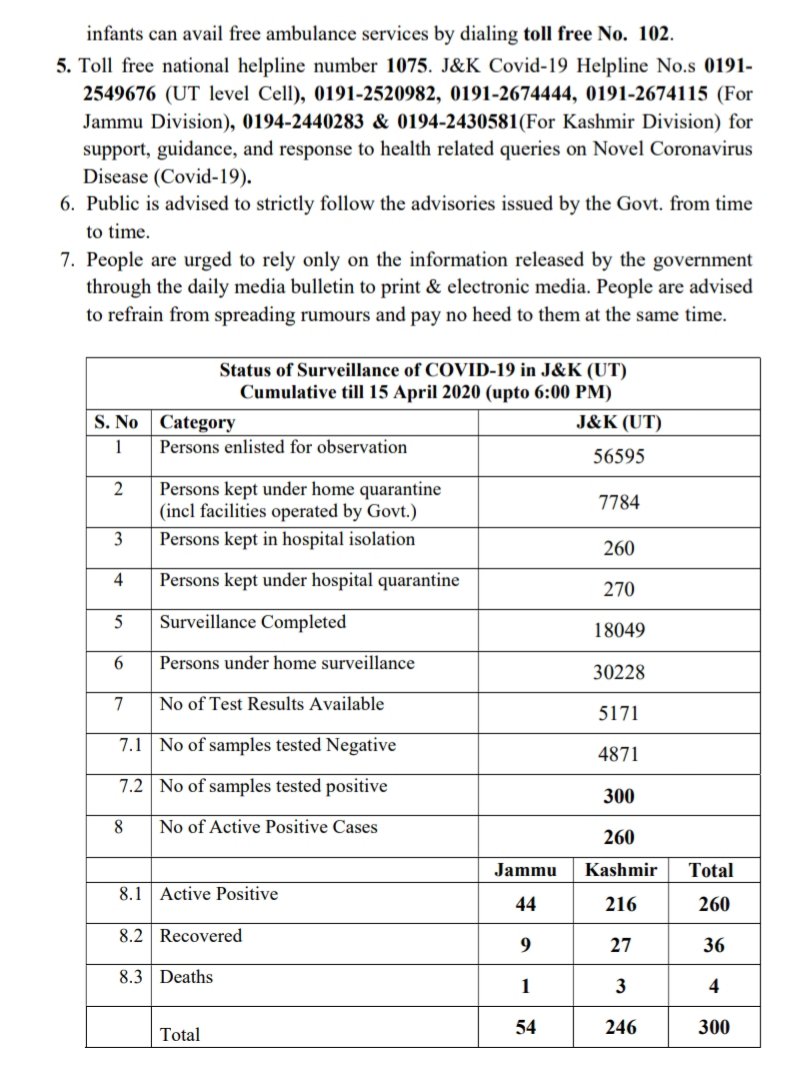 infants can avail free ambulance services by dialing toll free No. 102.
5. Toll free national helpline number 1075. J&K Covid-19 Helpline No.s 0191-
2549676 (UT level Cell), 0191-2520982, 0191-2674444, 0191-2674115 (For
Jammu Division), 0194-2440283 & 0194-2430581(For Kashmir Division) for
support, guidance, and response to health related queries on Novel Coronavirus
Disease (Covid-19).
6. Public is advised to strictly follow the advisories issued by the Govt. from time
to time.
7. People are urged to rely only on the information released by the government
through the daily media bulletin to print & electronic media. People are advised
to refrain from spreading rumours and pay no heed to them at the same time.
Status of Surveillance of COVID-19 in J&K (UT)
Cumulative till 15 April 2020 (upto 6:00 PM)
S. No Category J&K (UT)
1 Persons enlisted for observation 56595
2 Persons kept under home quarantine
(incl facilities operated by Govt.) 7784
3 Persons kept in hospital isolation 260
4 Persons kept under hospital quarantine 270
5 Surveillance Completed 18049
6 Persons under home surveillance 30228
7 No of Test Results Available 5171
7.1 No of samples tested Negative 4871
7.2 No of samples tested positive 300
8 No of Active Positive Cases 260
Jammu Kashmir Total
8.1 Active Positive 44 216 260
8.2 Recovered 9 27 36
8.3 Deaths 1 3 4
Total 54 246 300